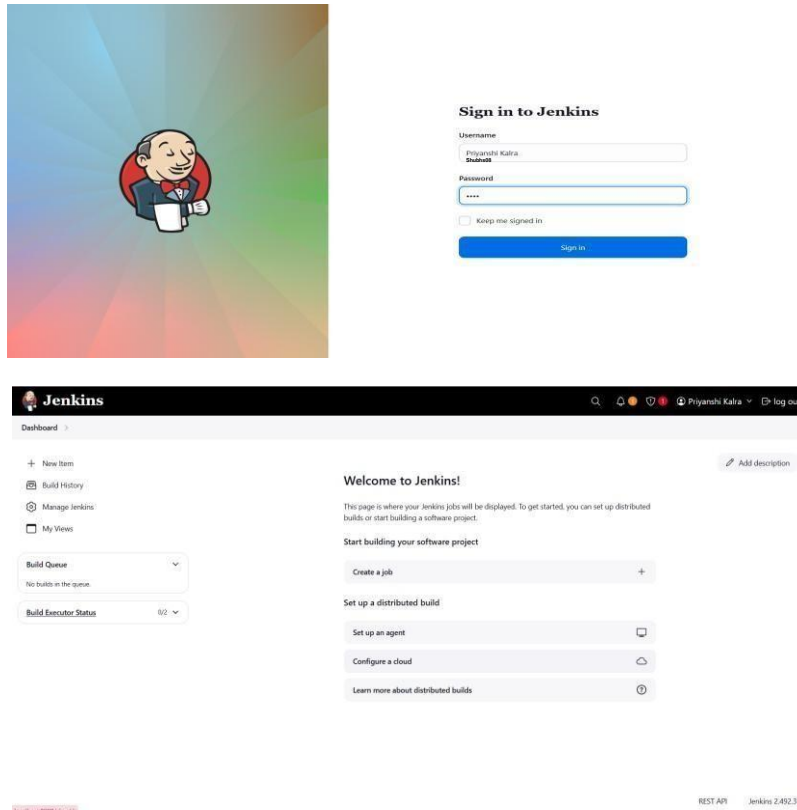 Sign in to Jenkins
Username
Priyanshi Kalra
Password
••••
Keep me signed in
Sign in
Jenkins
1
1
Priyanshi Kalra
log ou
Dashboard
Add description
New Item
Build History
Manage Jenkins
My Views
Build Queue
No builds in the queue.
Build Executor Status 0/2
Welcome to Jenkins!
This page is where your Jenkins jobs will be displayed. To get started, you can set up distributed
builds or start building a software project.
Start building your software project
Create a job
Set up a distributed build
Set up an agent
Configure a cloud
Learn more about distributed builds
REST API
Jenkins 2.492.3